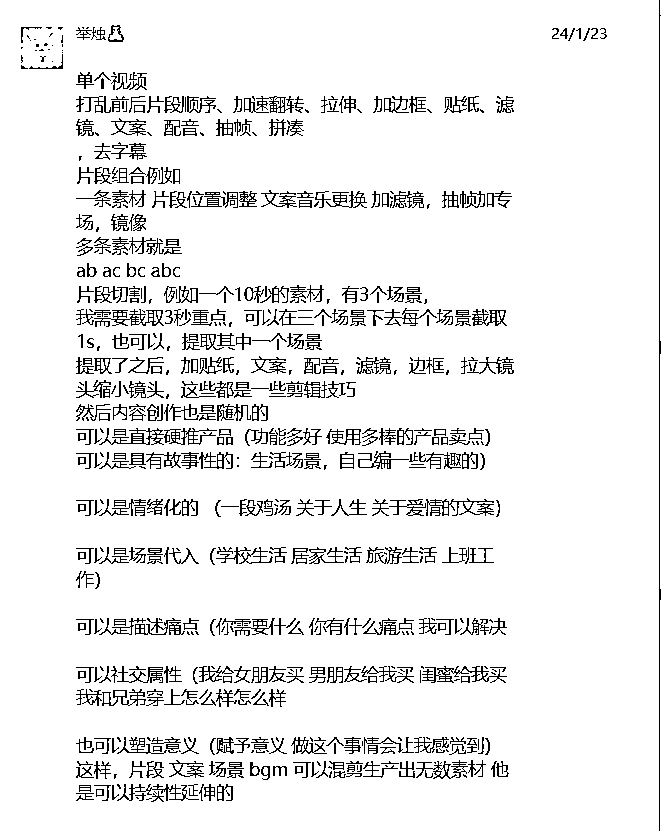 举烛
24/1/23
单个视频
打乱前后片段顺序、加速翻转、拉伸、加边框、贴纸、滤
镜、文案、配音、抽帧、拼凑
，去字幕
片段组合例如
一条素材 片段位置调整 文案音乐更换 加滤镜，抽帧加专
场，镜像
多条素材就是
ab ac bc abc
片段切割，例如一个10秒的素材，有3个场景，
我需要截取3秒重点，可以在三个场景下去每个场景截取
1s，也可以，提取其中一个场景
提取了之后，加贴纸，文案，配音，滤镜，边框，拉大镜
头缩小镜头，这些都是一些剪辑技巧
然后内容创作也是随机的
可以是直接硬推产品（功能多好 使用多棒的产品卖点）
可以是具有故事性的：生活场景，自己编一些有趣的）
可以是情绪化的 （一段鸡汤 关于人生 关于爱情的文案）
可以是场景代入（学校生活 居家生活 旅游生活 上班工
作）
可以是描述痛点（你需要什么 你有什么痛点 我可以解决
可以社交属性（我给女朋友买 男朋友给我买 闺蜜给我买
我和兄弟穿上怎么样怎么样
也可以塑造意义（赋予意义 做这个事情会让我感觉到）
这样，片段 文案 场景 bgm 可以混剪生产出无数素材 他
是可以持续性延伸的